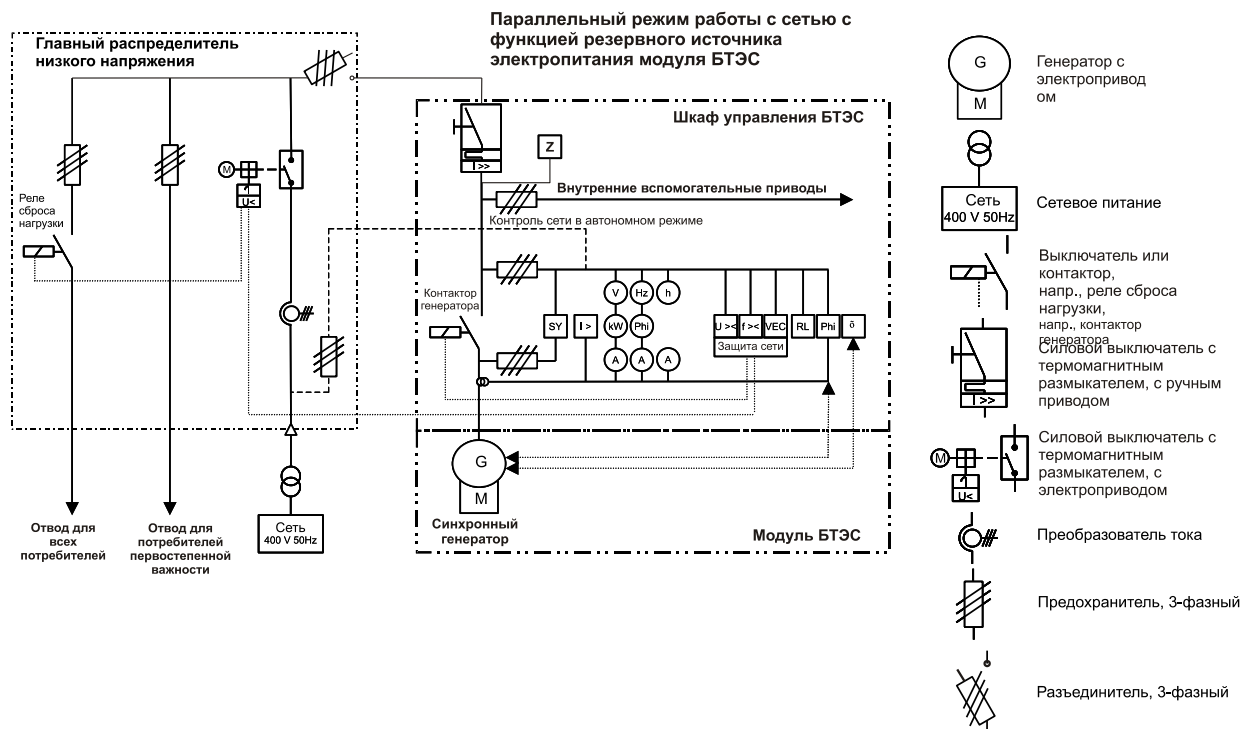 Параллельный режим работы с сетью с
функцией резервного источника
электропитания модуля БТЭС
Главный распределитель
низкого напряжения
Шкаф управления БТЭС
I >>
Z
Внутренние вспомогательные приводы
Контроль сети в автономном режиме
M
U<
Реле
сброса
нагрузки
Контактор
генератора
V
Hz
h
SY
I >
kW
Phi
U ><
f ><
VEC
RL
Phi
õ
Защита сети
A
A
A
G
M
Синхронный
генератор
Модуль БТЭС
Отвод для
всех
потребителей
Отвод для
потребителей
первостепенной
важности
Сеть
400 V 50Hz
G
M
Генератор с
электропривод
ом
Сеть
400 V 50Hz
Сетевое питание
Выключатель или
контактор,
напр., реле сброса
нагрузки,
напр., контактор
генератора
I >>
Силовой выключатель с
термомагнитным
размыкателем, с ручным
приводом
M
U<
Силовой выключатель с
термомагнитным
размыкателем, с
электроприводом
Преобразователь тока
Предохранитель, 3-фазный
Разъединитель, 3-фазный